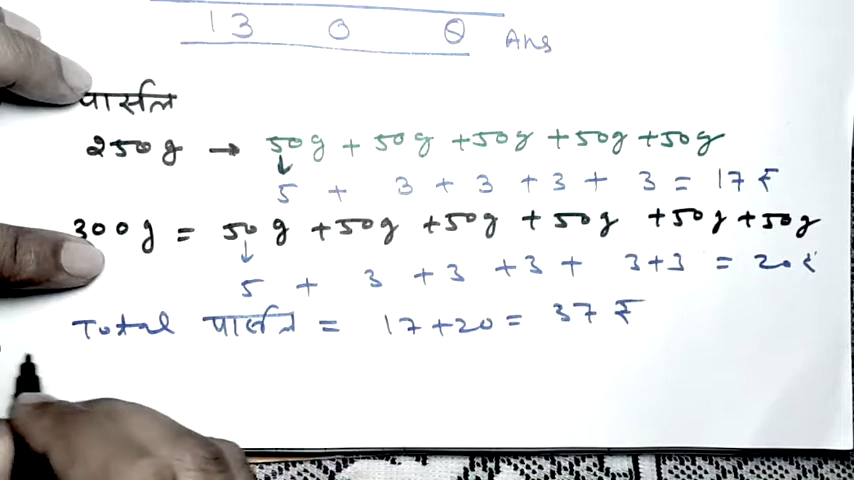 13 0 0 Ans
पार्सल
250g → 50g + 50g + 50g + 50g + 50g
5 + 3 + 3 + 3 + 3 = 17 ₹
300g = 50g + 50g + 50g + 50g + 50g + 50g
5 + 3 + 3 + 3 + 3+3 = 20 ₹
Total पार्सल = 17+20 = 37 ₹